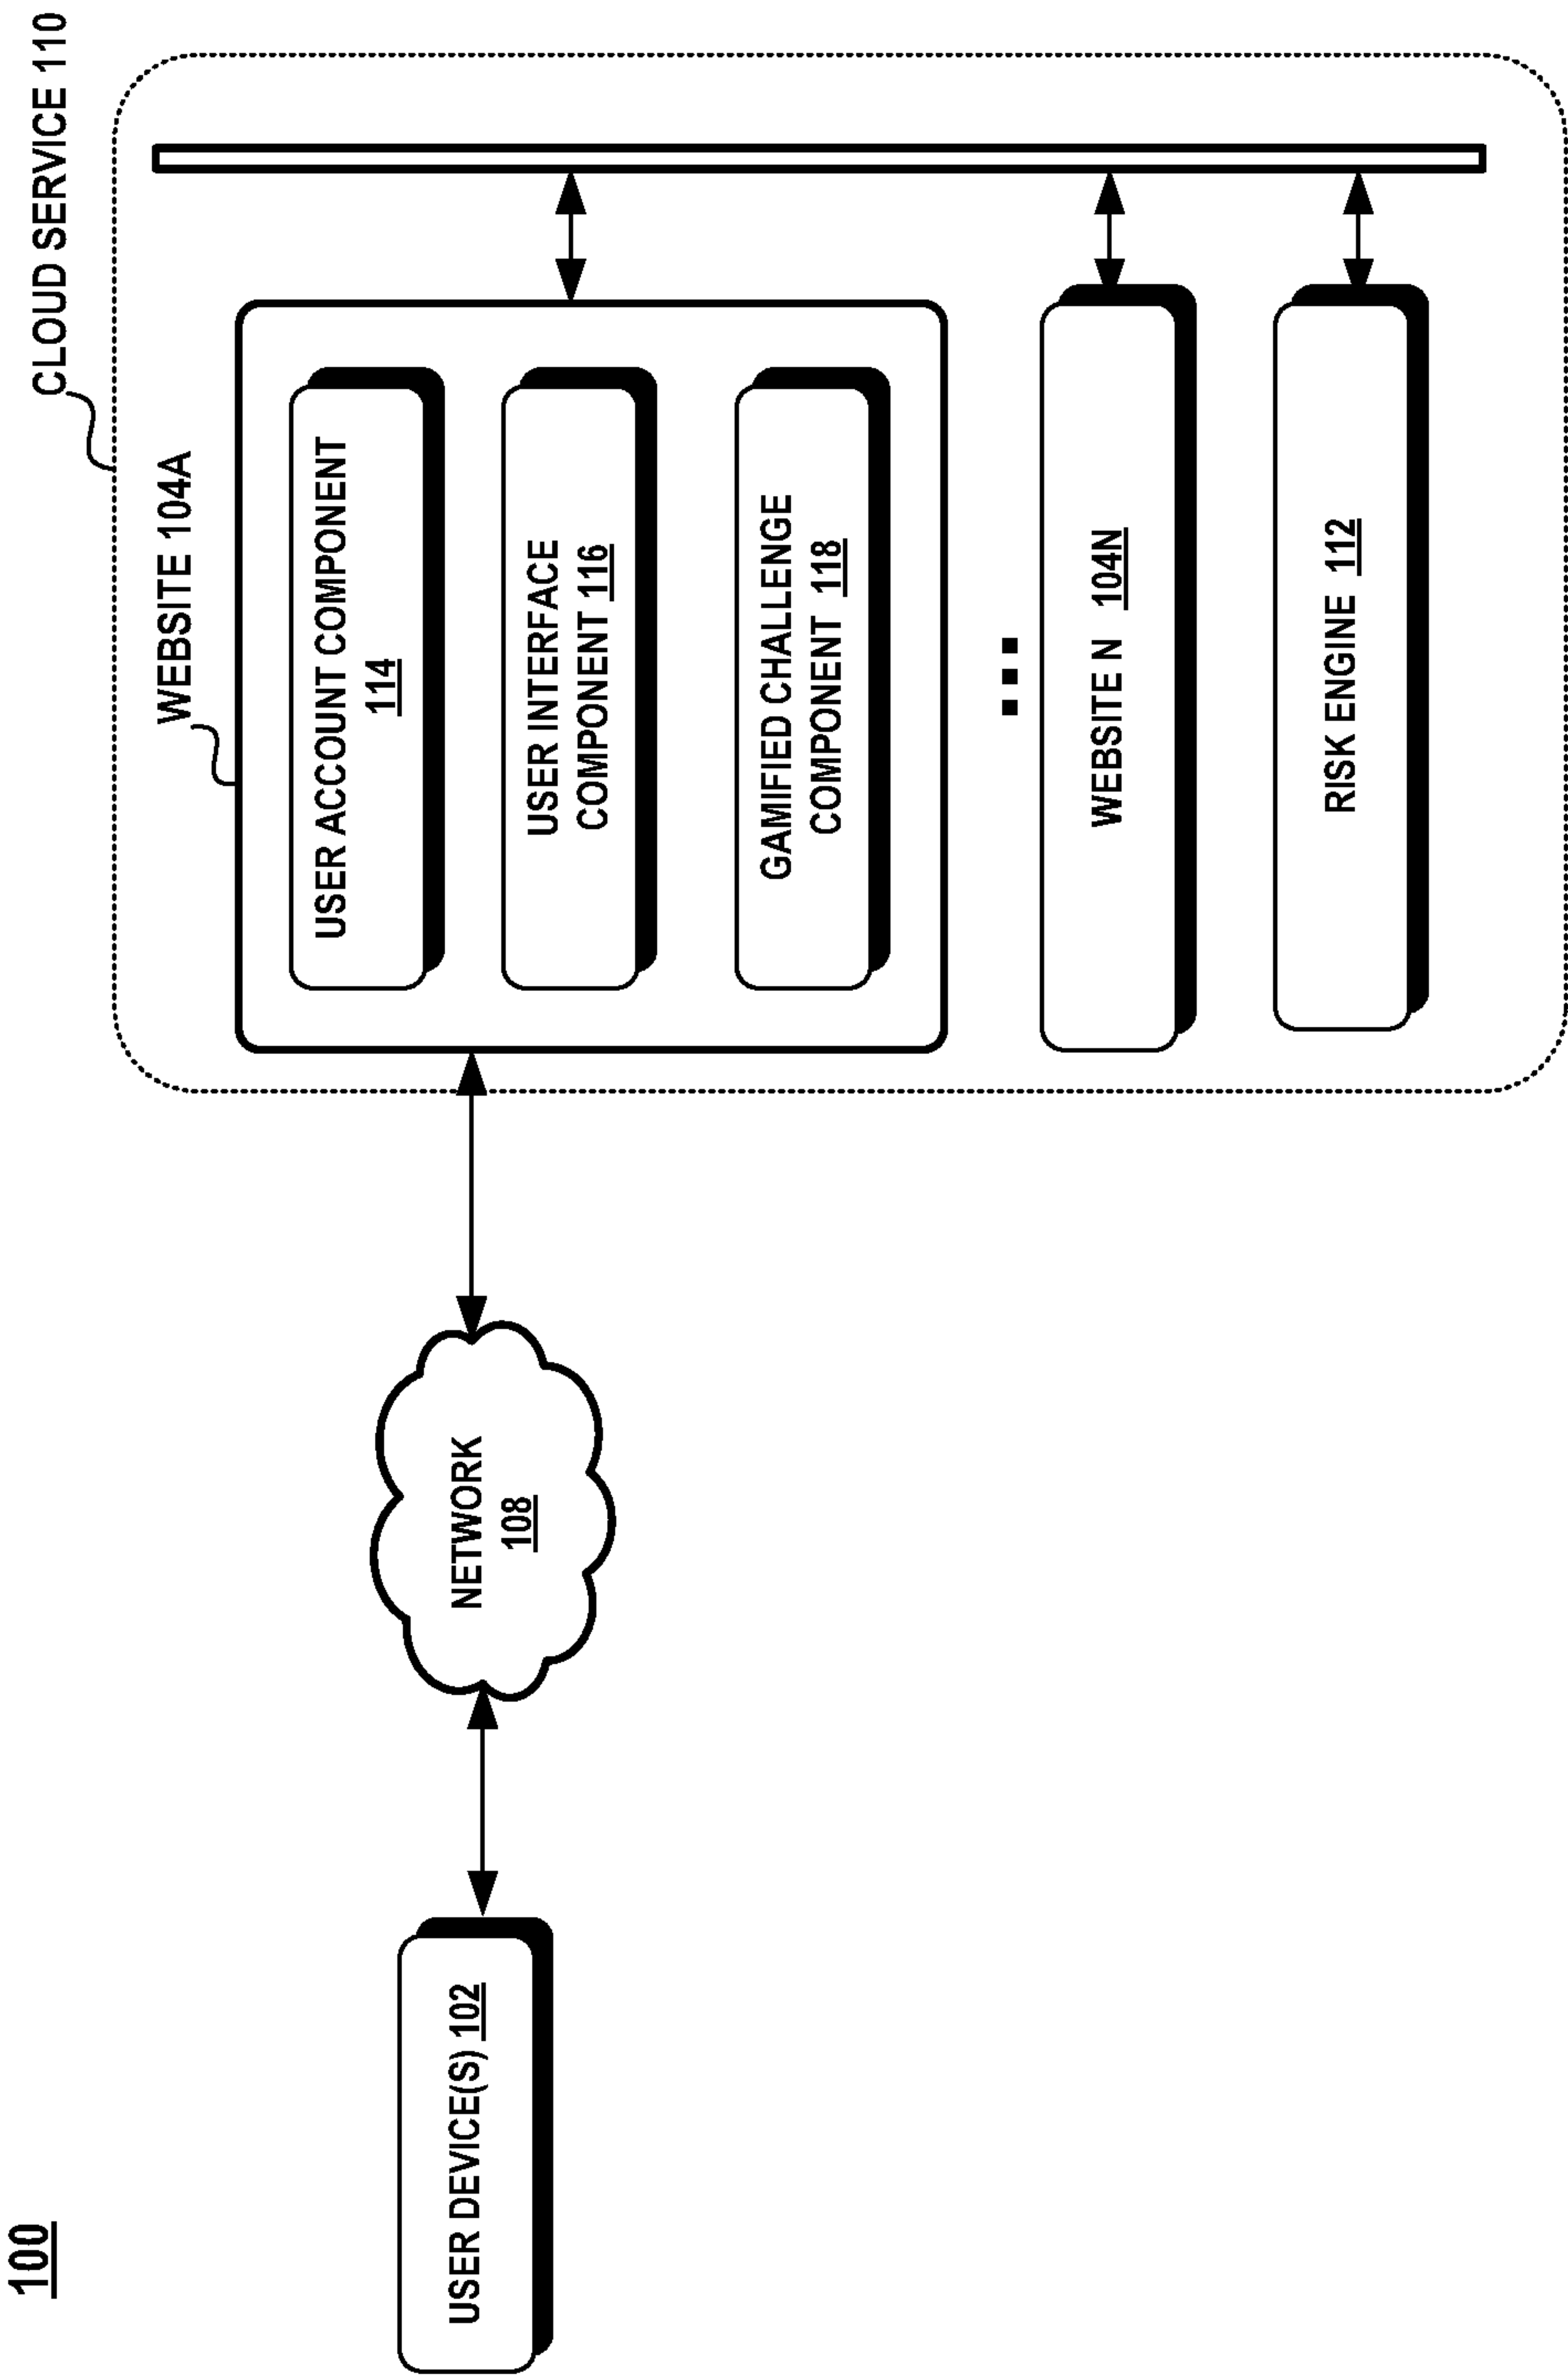 100
CLOUD SERVICE 110
WEBSITE 104A
USER ACCOUNT COMPONENT
114
USER INTERFACE
COMPONENT 116
GAMIFIED CHALLENGE
COMPONENT 118
WEBSITE N 104N
RISK ENGINE 112
NETWORK
108
USER DEVICE(S) 102